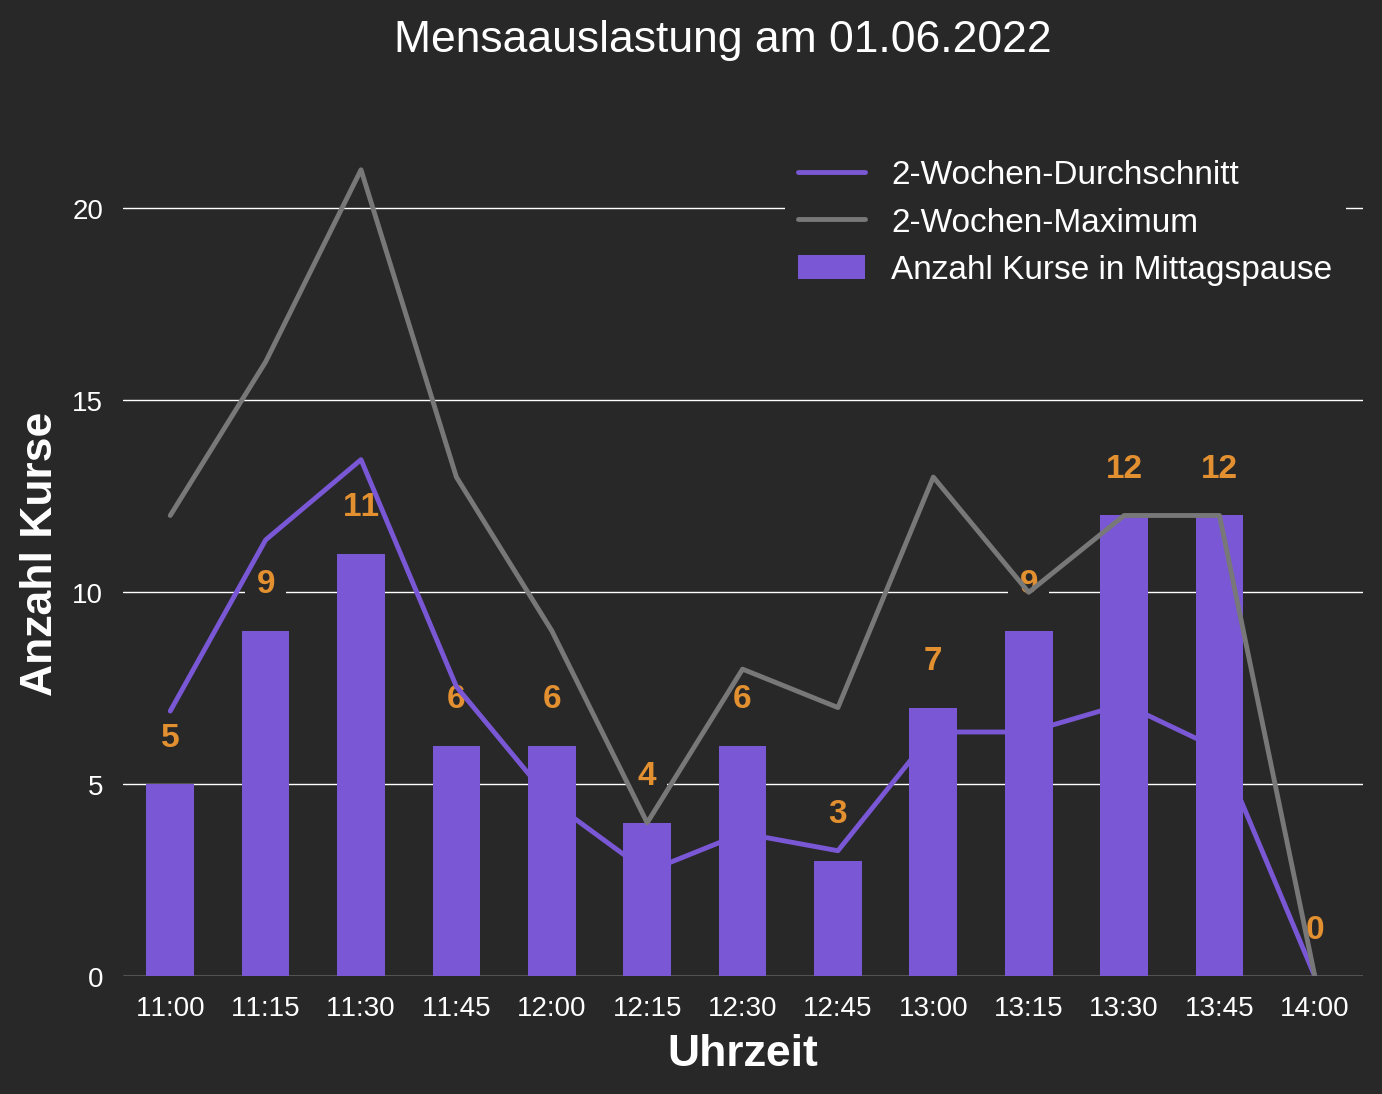 Mensaauslastung am 01.06.2022
2-Wochen-Durchschnitt
2-Wochen-Maximum
Anzahl Kurse in Mittagspause
Anzahl Kurse
20
15
10
5
0
5
9
11
6
6
4
6
3
7
9
12
12
0
11:00 11:15 11:30 11:45 12:00 12:15 12:30 12:45 13:00 13:15 13:30 13:45 14:00
Uhrzeit